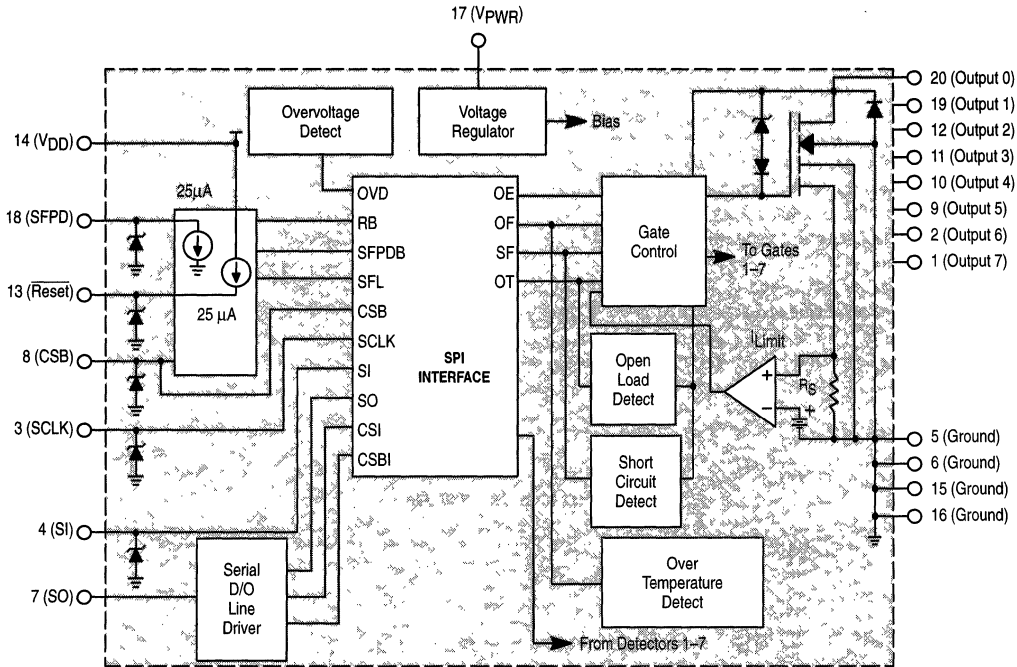 17 (VPWR)
20 (Output 0)
19 (Output 1)
12 (Output 2)
11 (Output 3)
10 (Output 4)
9 (Output 5)
2 (Output 6)
1 (Output 7)
Overvoltage
Detect
Voltage
Regulator
Bias
14 (VDD)
25μA
18 (SFPD)
13 (Reset)
25 μA
8 (CSB)
3 (SCLK)
4 (SI)
7 (SO)
OVD
RB
SFPDB
SFL
CSB
SCLK
SI
SO
CSI
CSBI
SPI
INTERFACE
OE
OF
SF
OT
Gate
Control
To Gates
1–7
ILimit
+
–
RS
+
Open
Load
Detect
Short
Circuit
Detect
5 (Ground)
6 (Ground)
15 (Ground)
16 (Ground)
Serial
D/O
Line
Driver
Over
Temperature
Detect
From Detectors 1–7